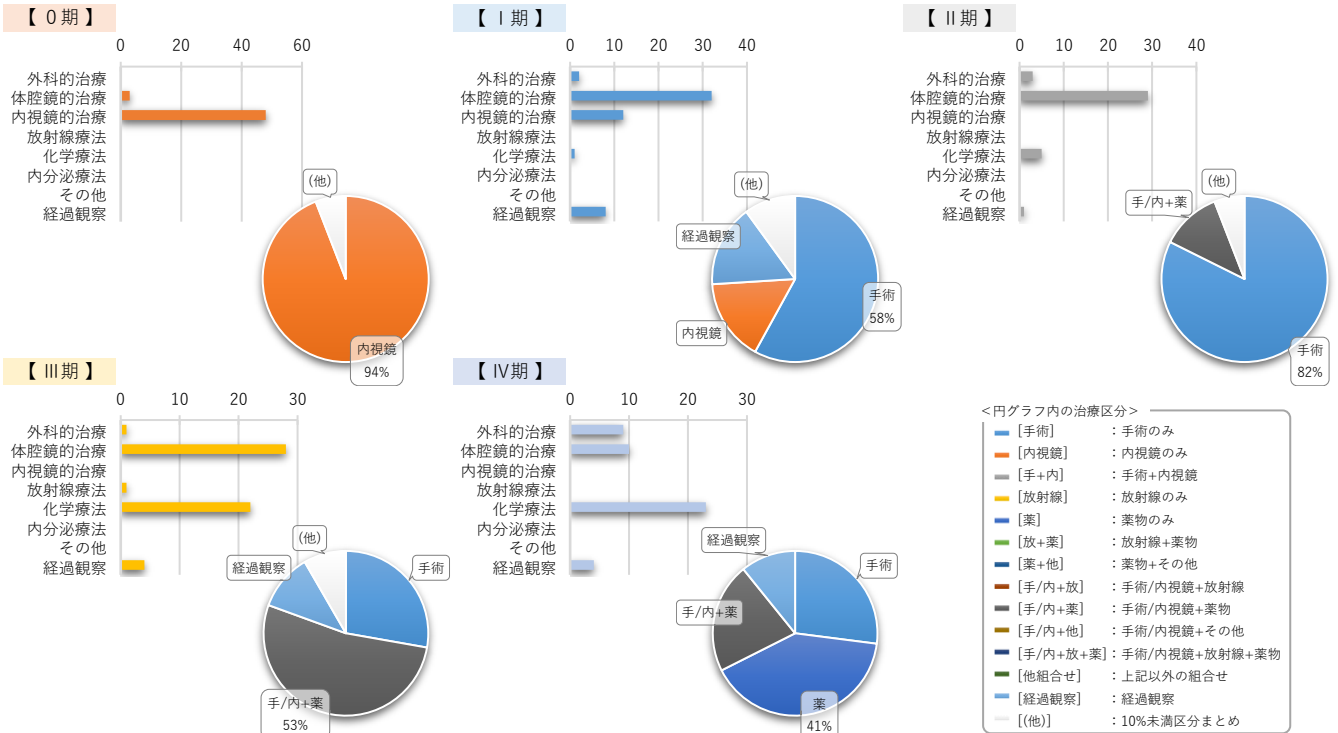 【 0期 】
0 20 40 60
外科的治療
体腔鏡的治療
内視鏡的治療
放射線療法
化学療法
内分泌療法
その他
経過観察
(他)
内視鏡
94%
【 I期 】
0 10 20 30 40
外科的治療
体腔鏡的治療
内視鏡的治療
放射線療法
化学療法
内分泌療法
その他
経過観察
(他)
経過観察
内視鏡
手術
58%
【 II期 】
0 10 20 30 40
外科的治療
体腔鏡的治療
内視鏡的治療
放射線療法
化学療法
内分泌療法
その他
経過観察
(他)
手/内+薬
手術
82%
【 III期 】
0 10 20 30
外科的治療
体腔鏡的治療
内視鏡的治療
放射線療法
化学療法
内分泌療法
その他
経過観察
(他)
経過観察
手術
手/内+薬
53%
【 IV期 】
0 10 20 30
外科的治療
体腔鏡的治療
内視鏡的治療
放射線療法
化学療法
内分泌療法
その他
経過観察
経過観察
手術
手/内+薬
薬
41%
＜円グラフ内の治療区分＞
[手術] ：手術のみ
[内視鏡] ：内視鏡のみ
[手+内] ：手術+内視鏡
[放射線] ：放射線のみ
[薬] ：薬物のみ
[放+薬] ：放射線+薬物
[薬+他] ：薬物+その他
[手/内+放] ：手術/内視鏡+放射線
[手/内+薬] ：手術/内視鏡+薬物
[手/内+他] ：手術/内視鏡+その他
[手/内+放+薬]：手術/内視鏡+放射線+薬物
[他組合せ] ：上記以外の組合せ
[経過観察] ：経過観察
[(他)] ：10%未満区分まとめ